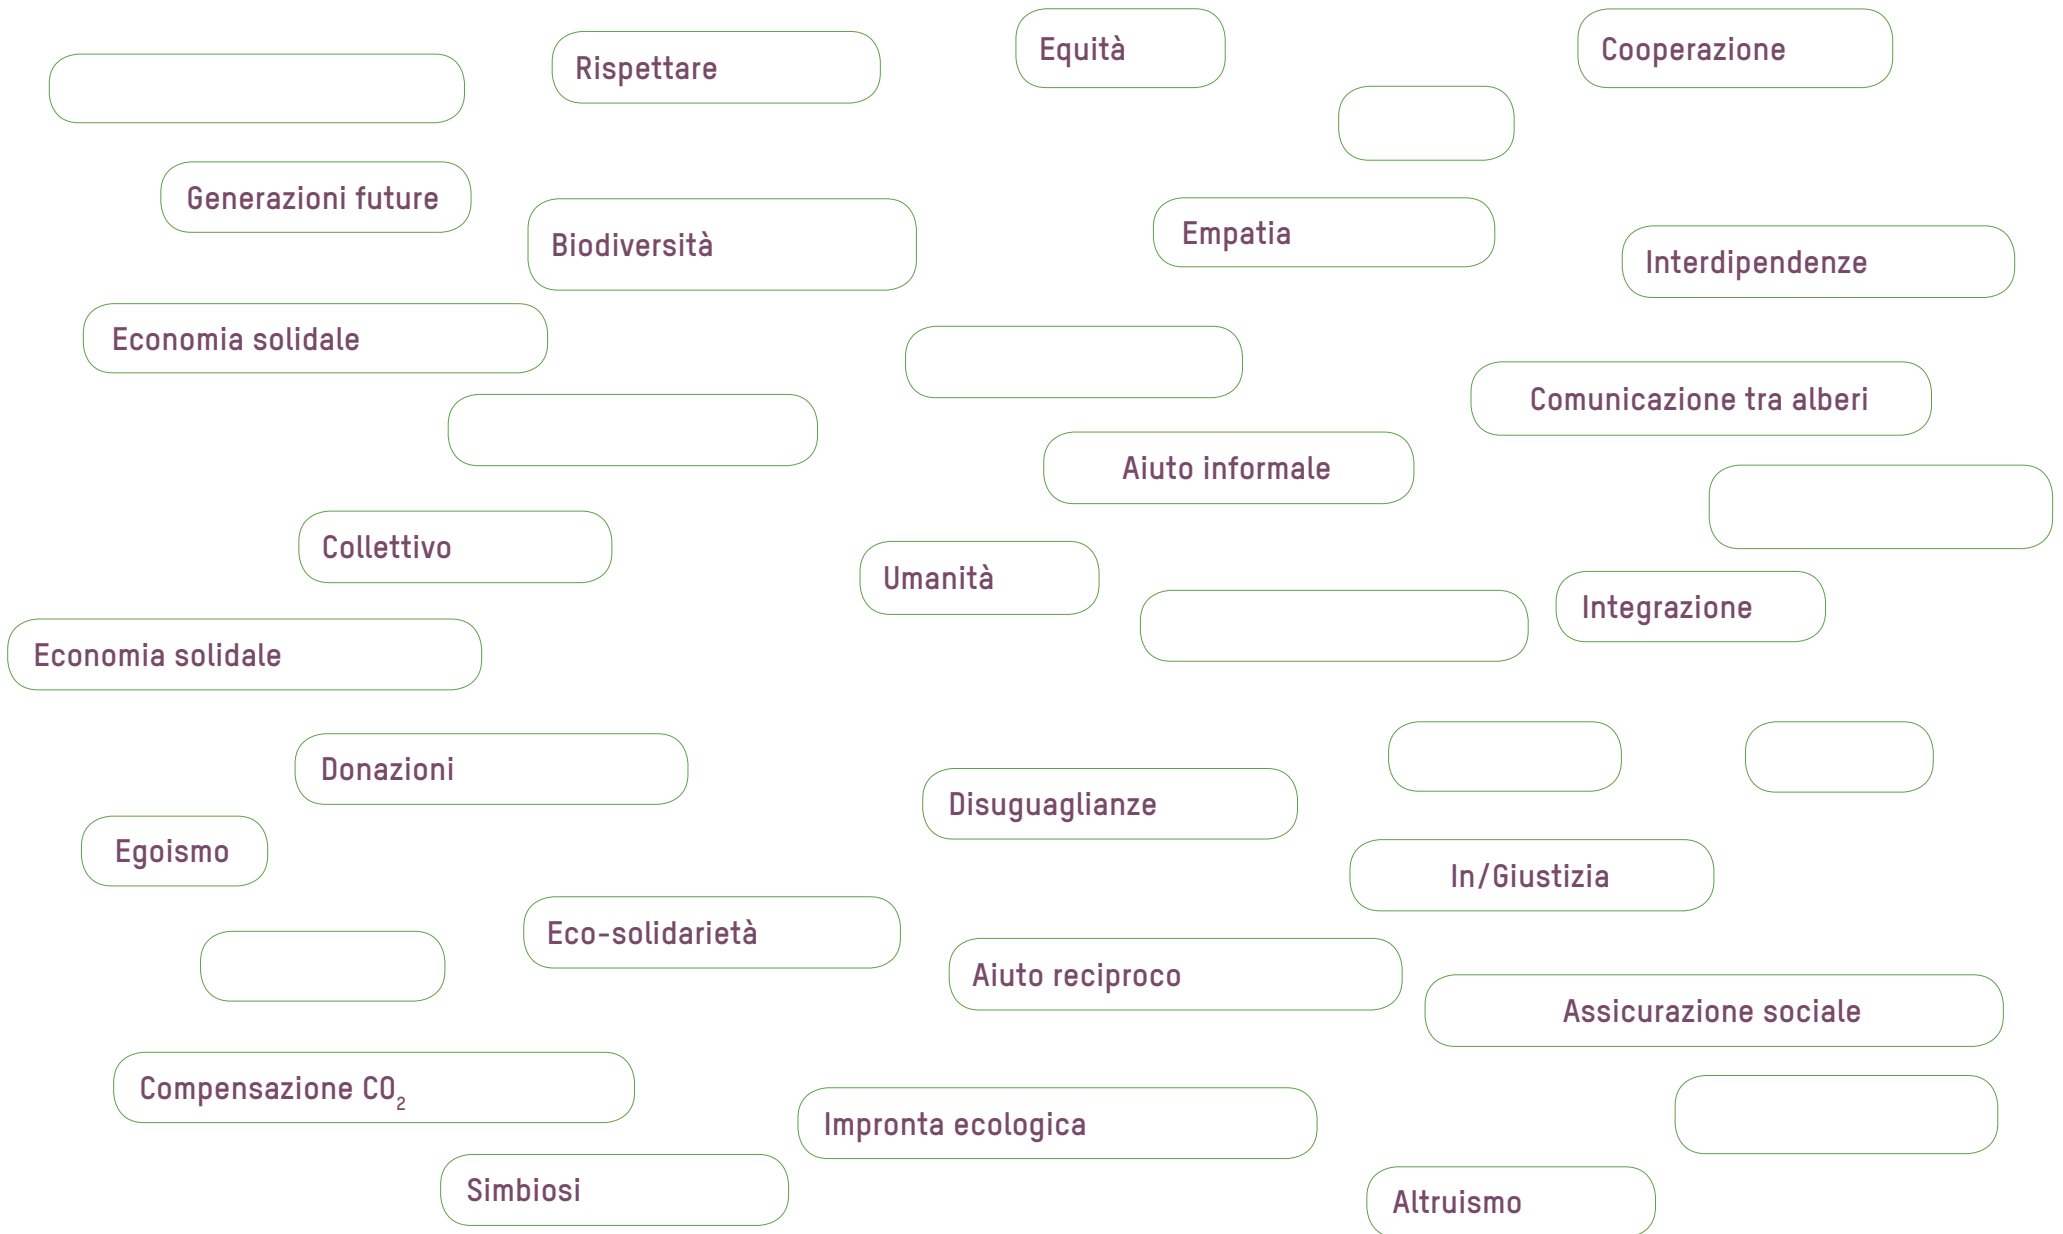 Rispettare
Equità
Cooperazione
Generazioni future
Biodiversità
Empatia
Interdipendenze
Economia solidale
Comunicazione tra alberi
Aiuto informale
Collettivo
Umanità
Integrazione
Economia solidale
Donazioni
Disuguaglianze
Egoismo
In/Giustizia
Eco-solidarietà
Aiuto reciproco
Assicurazione sociale
Compensazione CO₂
Impronta ecologica
Simbiosi
Altruismo